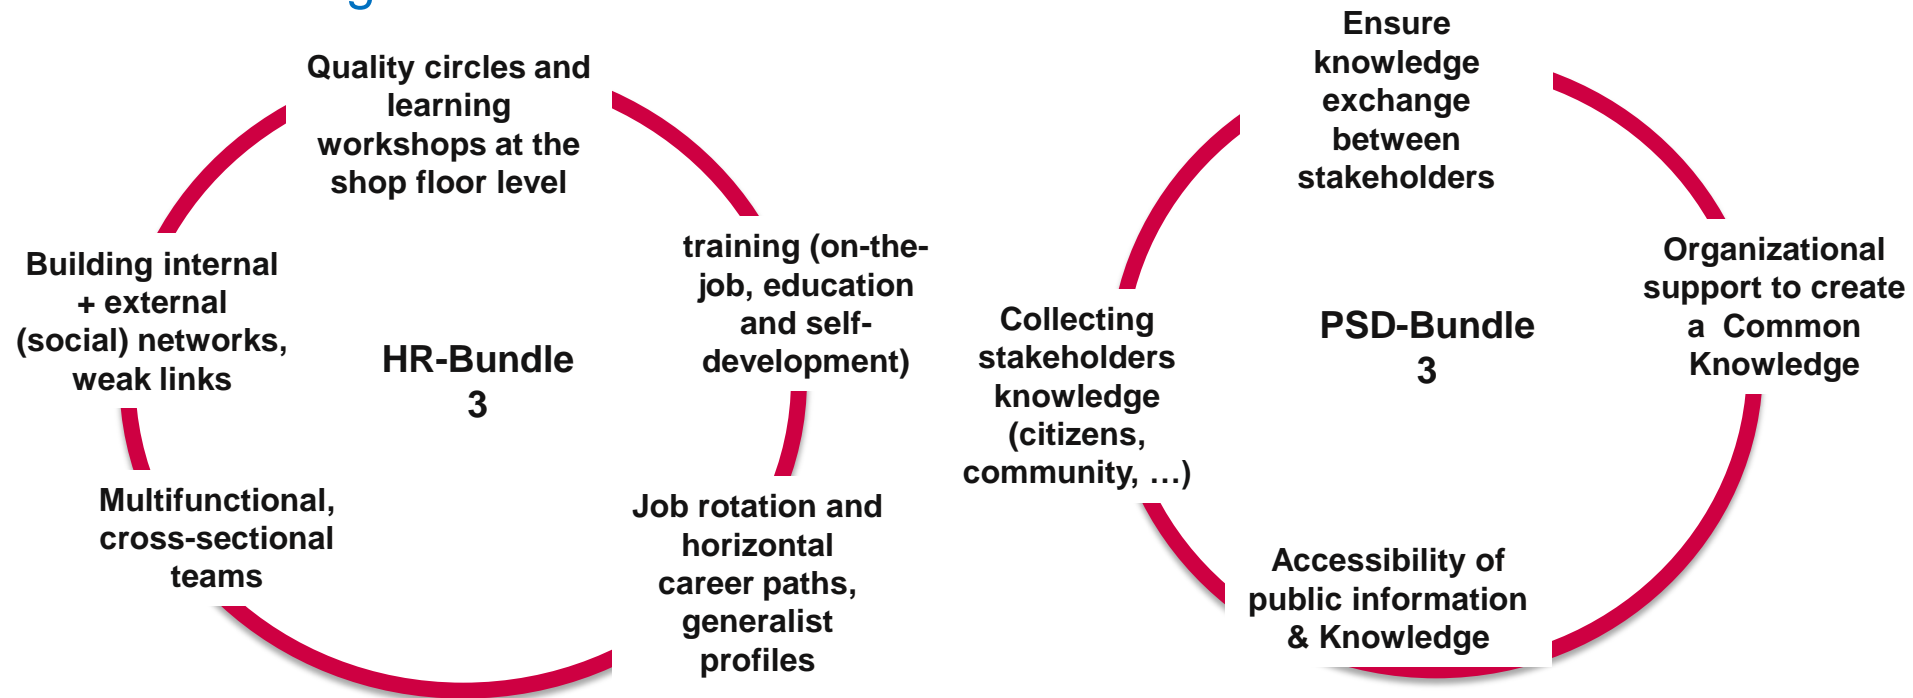 Quality circles and
learning
workshops at the
shop floor level
training (on-the-
job, education
and self-
development)
Job rotation and
horizontal
career paths,
generalist
profiles
Multifunctional,
cross-sectional
teams
Building internal
+ external
(social) networks,
weak links
HR-Bundle
3
Ensure
knowledge
exchange
between
stakeholders
Organizational
support to create
a Common
Knowledge
Accessibility of
public information
& Knowledge
Collecting
stakeholders
knowledge
(citizens,
community, …)
PSD-Bundle
3